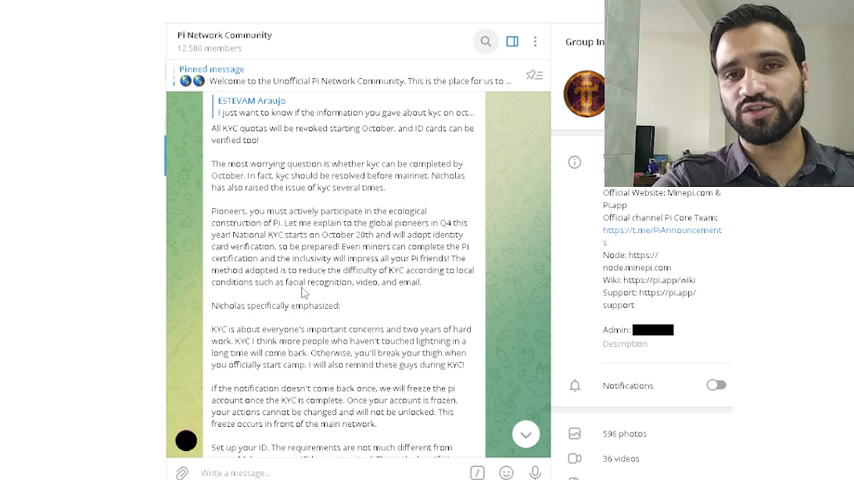 Pi Network Community
12,580 members
Group In
Pinned message
Welcome to the Unofficial Pi Network Community. This is the place for us to ...
ESTEVAM Araujo
I just want to know if the information you gave about kyc on oct...
All KYC quotas will be revoked starting October, and ID cards can be
verified too!
The most worrying question is whether kyc can be completed by
October. In fact, kyc should be resolved before mainnet. Nicholas
has also raised the issue of kyc several times.
Pioneers, you must actively participate in the ecological
construction of Pi. Let me explain to the global pioneers in Q4 this
year! National KYC starts on October 20th and will adopt identity
card verification, so be prepared! Even minors can complete the Pi
certification and the inclusivity will impress all your Pi friends! The
method adopted is to reduce the difficulty of KYC according to local
conditions such as facial recognition, video, and email.
Nicholas specifically emphasized:
KYC is about everyone's important concerns and two years of hard
work. KYC I think more people who haven't touched lightning in a
long time will come back. Otherwise, you'll break your thigh when
you officially start camp. I will also remind these guys during KYC!
If the notification doesn't come back once, we will freeze the pi
account once the KYC is complete. Once your account is frozen,
your actions cannot be changed and will not be unlocked. This
freeze occurs in front of the main network.
Set up your ID. The requirements are not much different from
Write a message...
Official Website: Minepi.com &
Pi.app
Official channel Pi Core Team:
https://t.me/PiAnnouncement
s
Node: https://
node.minepi.com
Wiki: https://pi.app/wiki
Support: https://pi.app/
support
Admin:
Description
Notifications
596 photos
36 videos